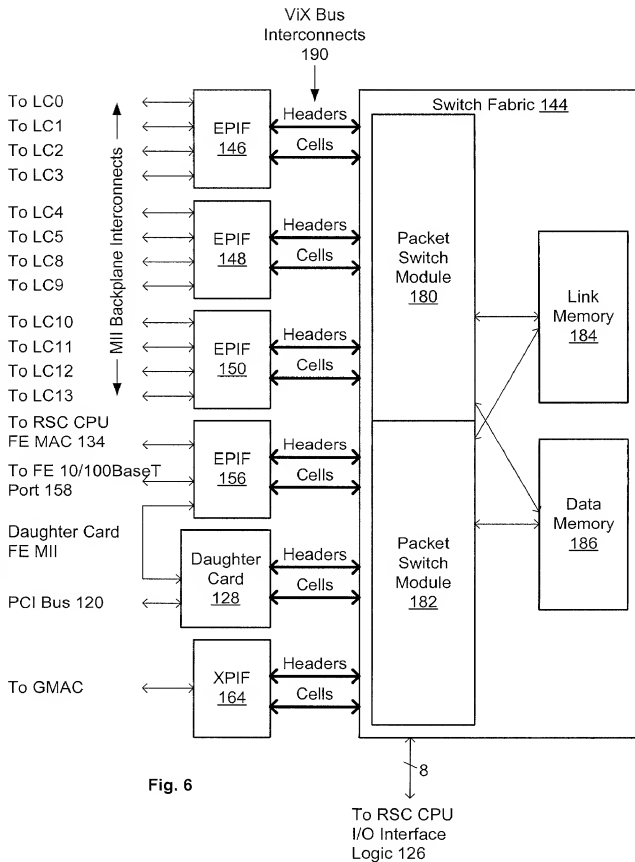 ViX Bus
Interconnects
190
Switch Fabric 144
To LC0
To LC1
To LC2
To LC3
EPIF
146
Headers
Cells
To LC4
To LC5
To LC8
To LC9
EPIF
148
Headers
Cells
To LC10
To LC11
To LC12
To LC13
EPIF
150
Headers
Cells
MII Backplane Interconnects
To RSC CPU
FE MAC 134
To FE 10/100BaseT
Port 158
EPIF
156
Headers
Cells
Daughter Card
FE MII
PCI Bus 120
Daughter
Card
128
Headers
Cells
To GMAC
XPIF
164
Headers
Cells
Packet
Switch
Module
180
Packet
Switch
Module
182
Link
Memory
184
Data
Memory
186
8
To RSC CPU
I/O Interface
Logic 126
Fig. 6